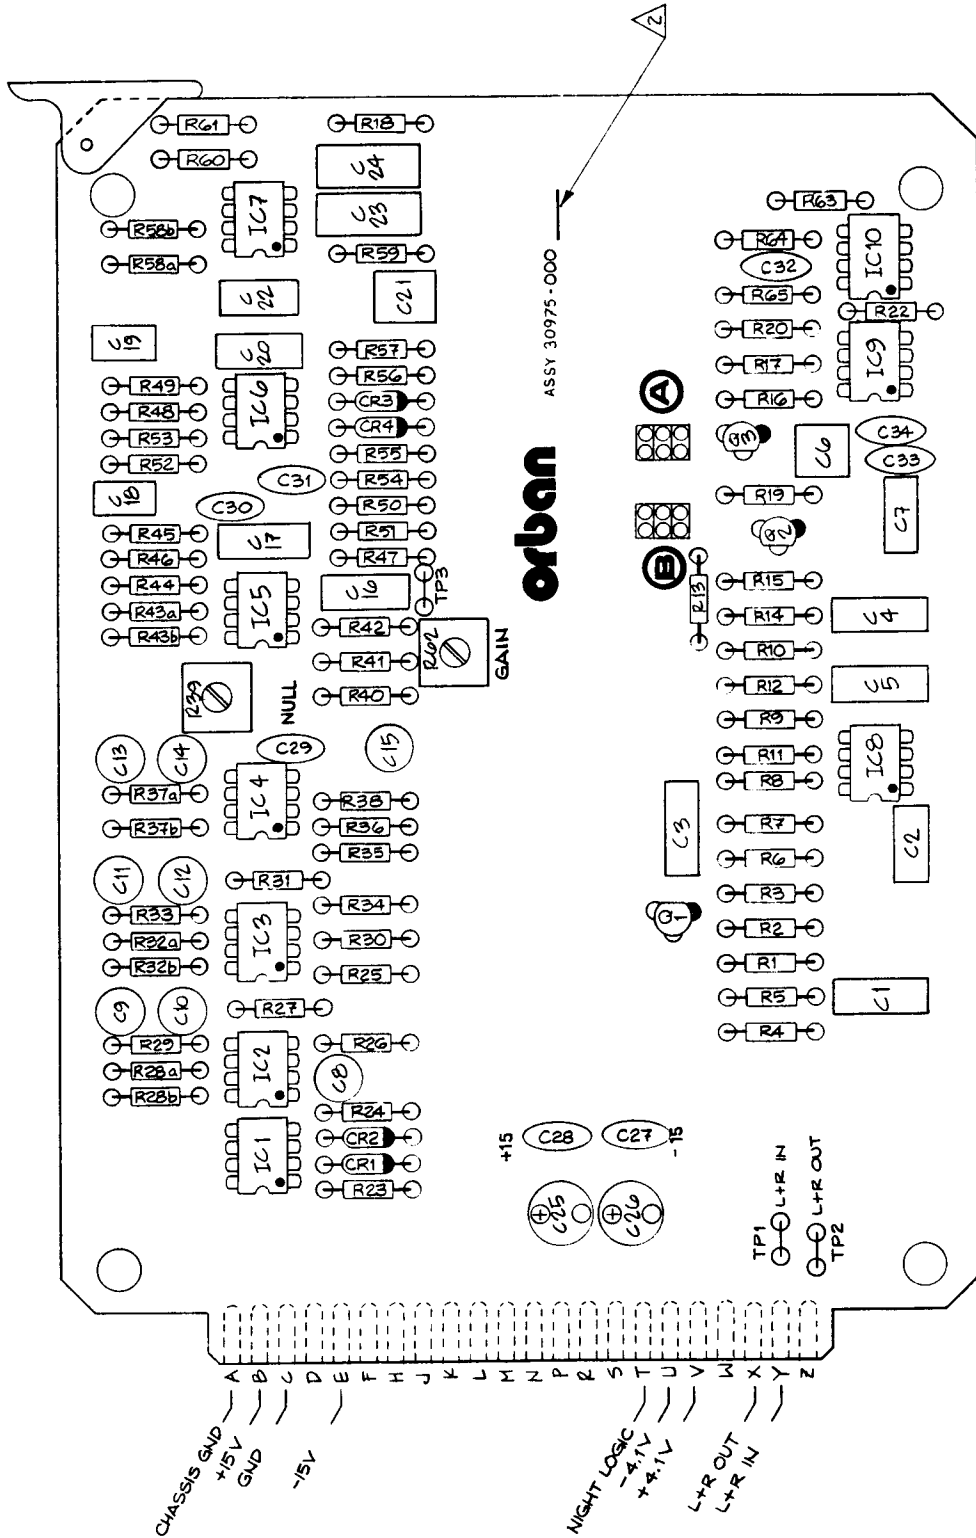 2
R61
R60
R18
C24
C23
IC7
R58b
R58a
R59
C22
C21
C19
C20
R57
R49
R56
R48
CR3
R53
CR4
R52
IC6
R55
C31
R54
C18
C30
R50
R45
C17
R51
R46
R47
R44
IC5
C16
TP3
R43a
R43b
R42
R62
R41
GAIN
R39
NULL
R40
C13
C14
C29
C15
R37a
IC4
R38
R37b
R36
R35
C11
C12
R31
R33
R34
R32a
IC3
R30
R32b
R25
C9
C10
R27
R29
IC2
R26
R28a
C8
R28b
R24
IC1
CR2
CR1
R23
ASSY 30975-000
orban
A
B
R63
R64
IC10
C32
R65
R22
R20
IC9
R17
R16
Q3
C6
C34
C33
R19
C7
Q2
R13
R15
R14
C4
R10
R12
C5
R9
R11
IC8
R8
C3
R7
R6
C2
R3
Q1
R2
R1
R5
C1
R4
+15
C28
C27
-15
C25
C26
TP1
L+R IN
L+R OUT
TP2
A
B
C
D
E
F
H
J
K
L
M
N
P
R
S
T
U
V
W
X
Y
Z
CHASSIS GND
+15V
GND
-15V
NIGHT LOGIC
-4.1V
+4.1V
L+R OUT
L+R IN